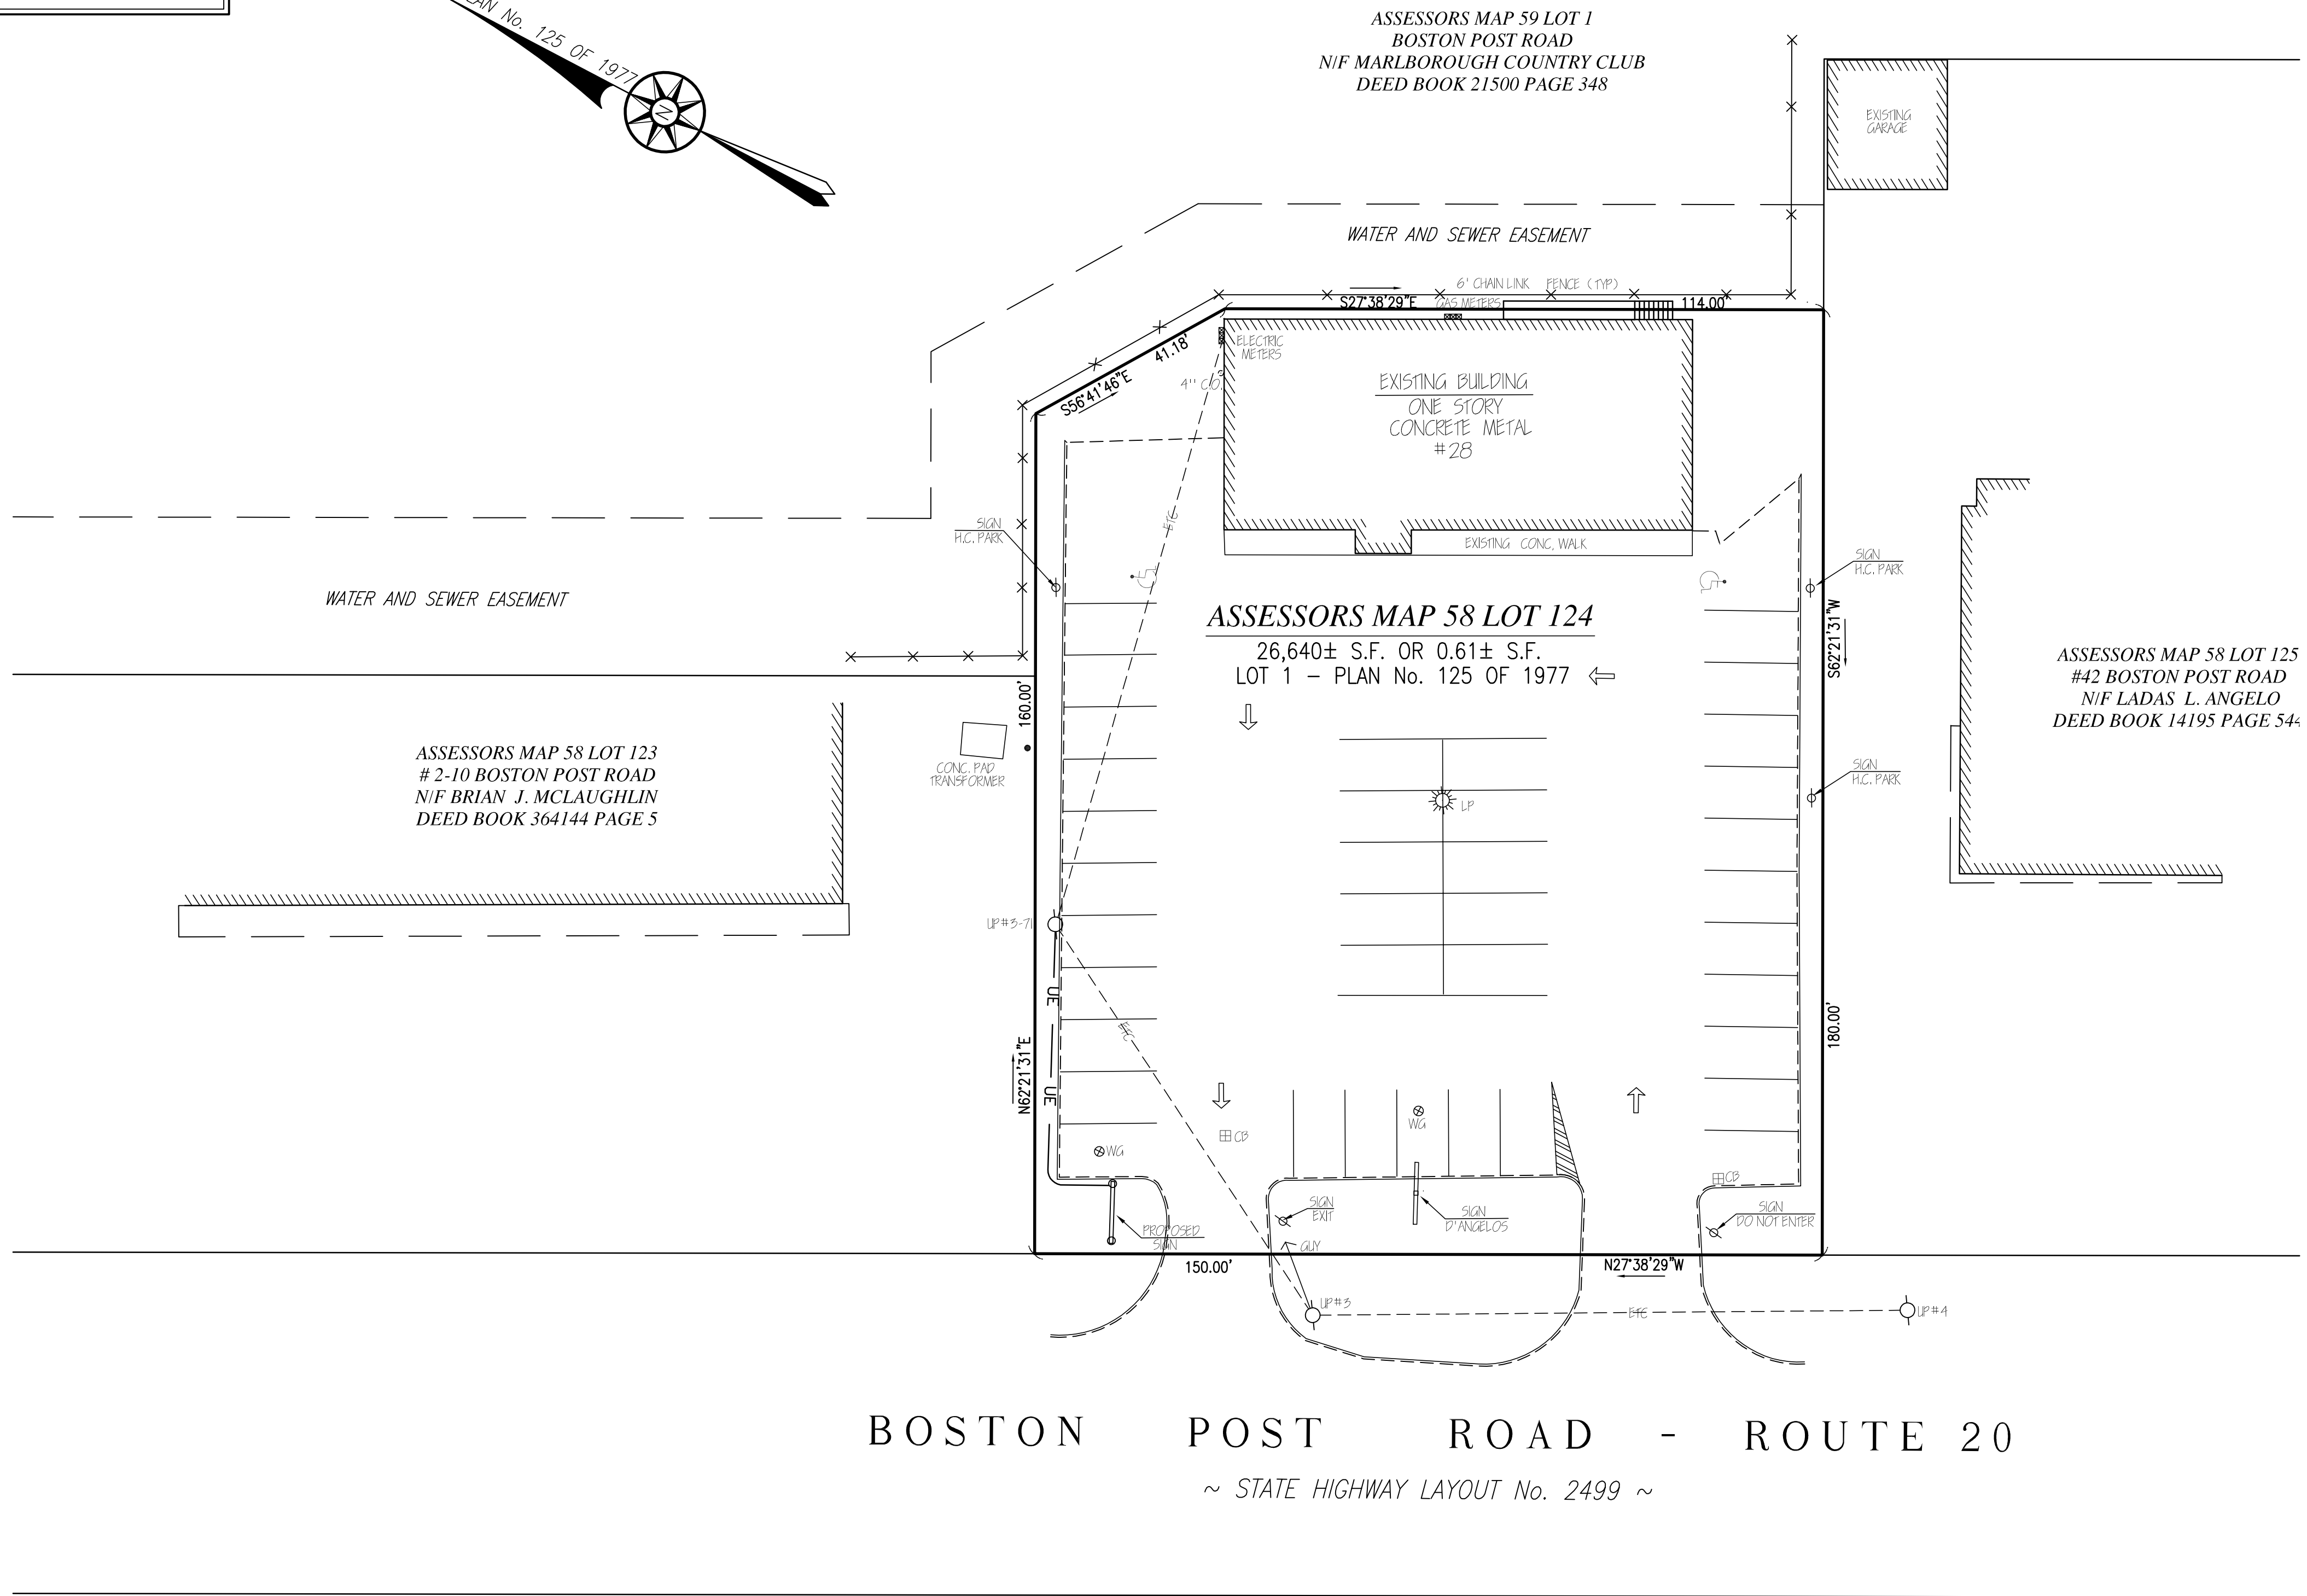 PLAN No. 125 OF 1977
N
ASSESSORS MAP 59 LOT 1
BOSTON POST ROAD
N/F MARLBOROUGH COUNTRY CLUB
DEED BOOK 21500 PAGE 348
EXISTING
GARAGE
WATER AND SEWER EASEMENT
6' CHAIN LINK FENCE (TYP)
S27°38'29"E
GAS METERS
114.00'
41.18'
S56°41'46"E
ELECTRIC
METERS
4'' C.O.
EXISTING BUILDING
ONE STORY
CONCRETE METAL
#28
ETC
EXISTING CONC. WALK
SIGN
H.C. PARK
SIGN
H.C. PARK
WATER AND SEWER EASEMENT
ASSESSORS MAP 58 LOT 124
26,640± S.F. OR 0.61± S.F.
LOT 1 – PLAN No. 125 OF 1977
S62°21'31"W
ASSESSORS MAP 58 LOT 125
#42 BOSTON POST ROAD
N/F LADAS L. ANGELO
DEED BOOK 14195 PAGE 544
160.00'
ASSESSORS MAP 58 LOT 123
# 2-10 BOSTON POST ROAD
N/F BRIAN J. MCLAUGHLIN
DEED BOOK 364144 PAGE 5
CONC. PAD
TRANSFORMER
SIGN
H.C. PARK
LP
UP#3-71
UE
ETC
UE
N62°21'31"E
180.00'
WG
CB
WG
CB
PROPOSED
SIGN
SIGN
EXIT
SIGN
D'ANGELOS
SIGN
DO NOT ENTER
GUY
150.00'
N27°38'29"W
UP#3
ETC
UP#4
BOSTON POST ROAD - ROUTE 20
~ STATE HIGHWAY LAYOUT No. 2499 ~